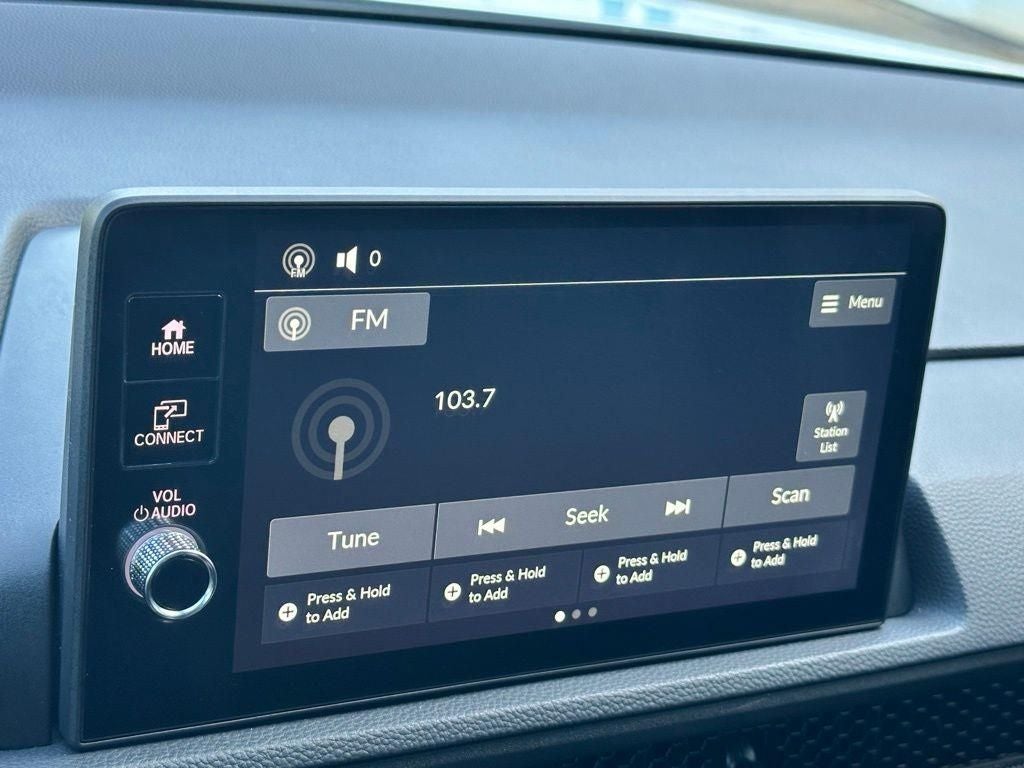 FM
0
FM
Menu
HOME
103.7
CONNECT
Station
List
VOL
AUDIO
Tune
Seek
Scan
Press & Hold
to Add
Press & Hold
to Add
Press & Hold
to Add
Press & Hold
to Add